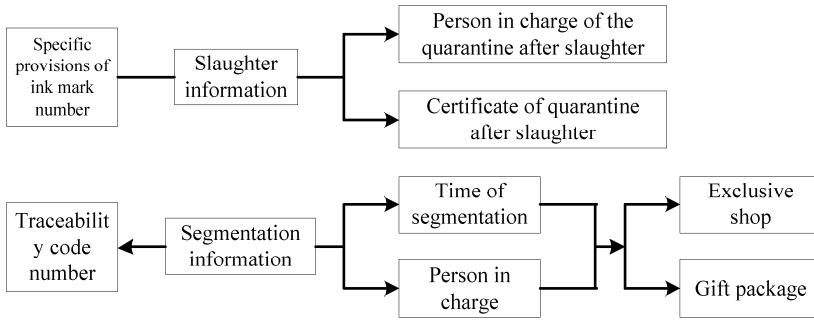 Specific
provisions of
ink mark
number
Slaughter
information
Person in charge of the
quarantine after slaughter
Certificate of quarantine
after slaughter
Traceabilit
y code
number
Segmentation
information
Time of
segmentation
Person in
charge
Exclusive
shop
Gift package